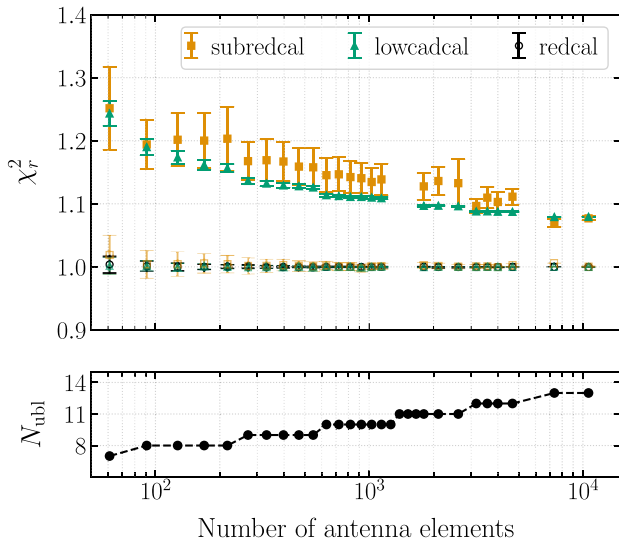 subredcal lowcadcal redcal
1.4
1.3
1.2
1.1
1.0
0.9
χ²ᵣ
14
11
8
N_ubl
10² 10³ 10⁴
Number of antenna elements